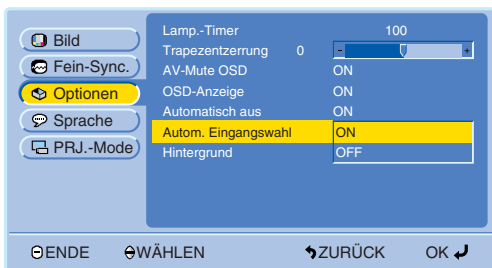 Bild
Fein-Sync.
Optionen
Sprache
PRJ.-Mode
Lamp.-Timer 100
Trapezentzerrung 0 - +
AV-Mute OSD ON
OSD-Anzeige ON
Automatisch aus ON
Autom. Eingangswahl ON
Hintergrund OFF
ENDE WÄHLEN ZURÜCK OK